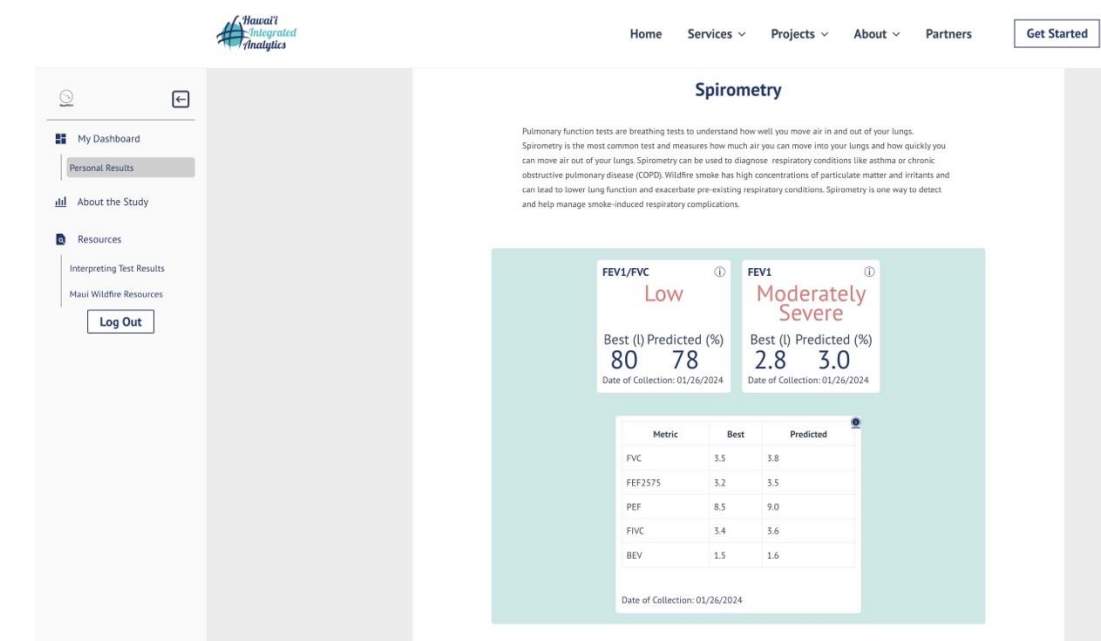 Hawai'i
Integrated
Analytics
Home Services Projects About Partners Get Started
My Dashboard
Personal Results
About the Study
Resources
Interpreting Test Results
Maui Wildfire Resources
Log Out
Spirometry
Pulmonary function tests are breathing tests to understand how well you move air in and out of your lungs.
Spirometry is the most common test and measures how much air you can move into your lungs and how quickly you
can move air out of your lungs. Spirometry can be used to diagnose respiratory conditions like asthma or chronic
obstructive pulmonary disease (COPD). Wildfire smoke has high concentrations of particulate matter and irritants and
can lead to lower lung function and exacerbate pre-existing respiratory conditions. Spirometry is one way to detect
and help manage smoke-induced respiratory complications.
FEV1/FVC
Low
Best (l) Predicted (%)
80 78
Date of Collection: 01/26/2024
FEV1
Moderately
Severe
Best (l) Predicted (%)
2.8 3.0
Date of Collection: 01/26/2024
Metric Best Predicted
FVC 3.5 3.8
FEF2575 3.2 3.5
PEF 8.5 9.0
FIVC 3.4 3.6
BEV 1.5 1.6
Date of Collection: 01/26/2024